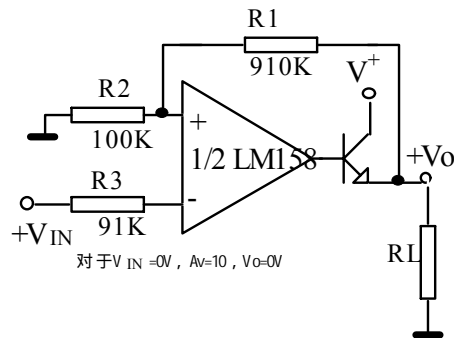 R1
910K
V+
R2
100K
+
1/2 LM158
+Vo
R3
-
91K
+VIN
RL
对于V IN =0V , Av=10 , Vo=0V